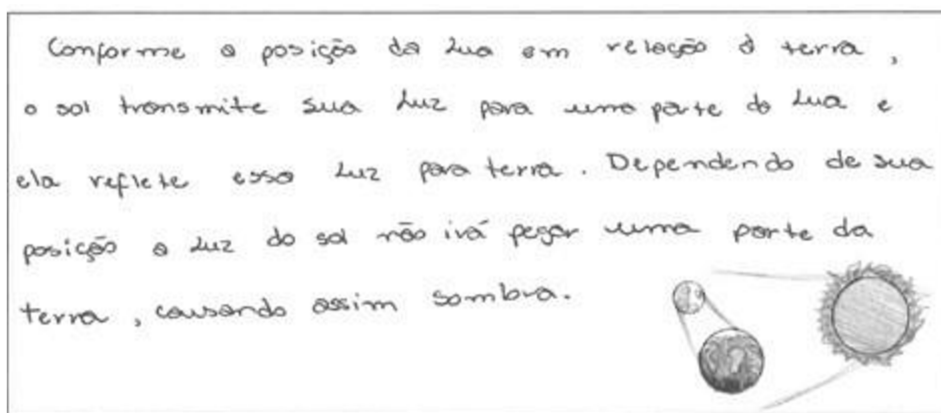 Conforme a posição da Lua em relação à terra,
o sol transmite sua Luz para uma parte da Lua e
ela reflete essa Luz para terra. Dependendo de sua
posição a Luz do sol não irá pegar uma parte da
terra, causando assim sombra.